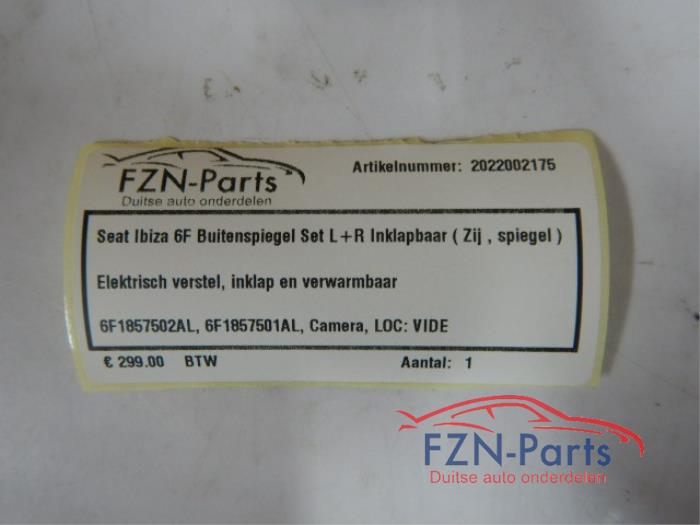 FZN-Parts
Duitse auto onderdelen
Artikelnummer: 2022002175
Seat Ibiza 6F Buitenspiegel Set L+R Inklapbaar ( Zij , spiegel )
Elektrisch verstel, inklap en verwarmbaar
6F1857502AL, 6F1857501AL, Camera, LOC: VIDE
€ 299.00 BTW
Aantal: 1
FZN-Parts
Duitse auto onderdelen